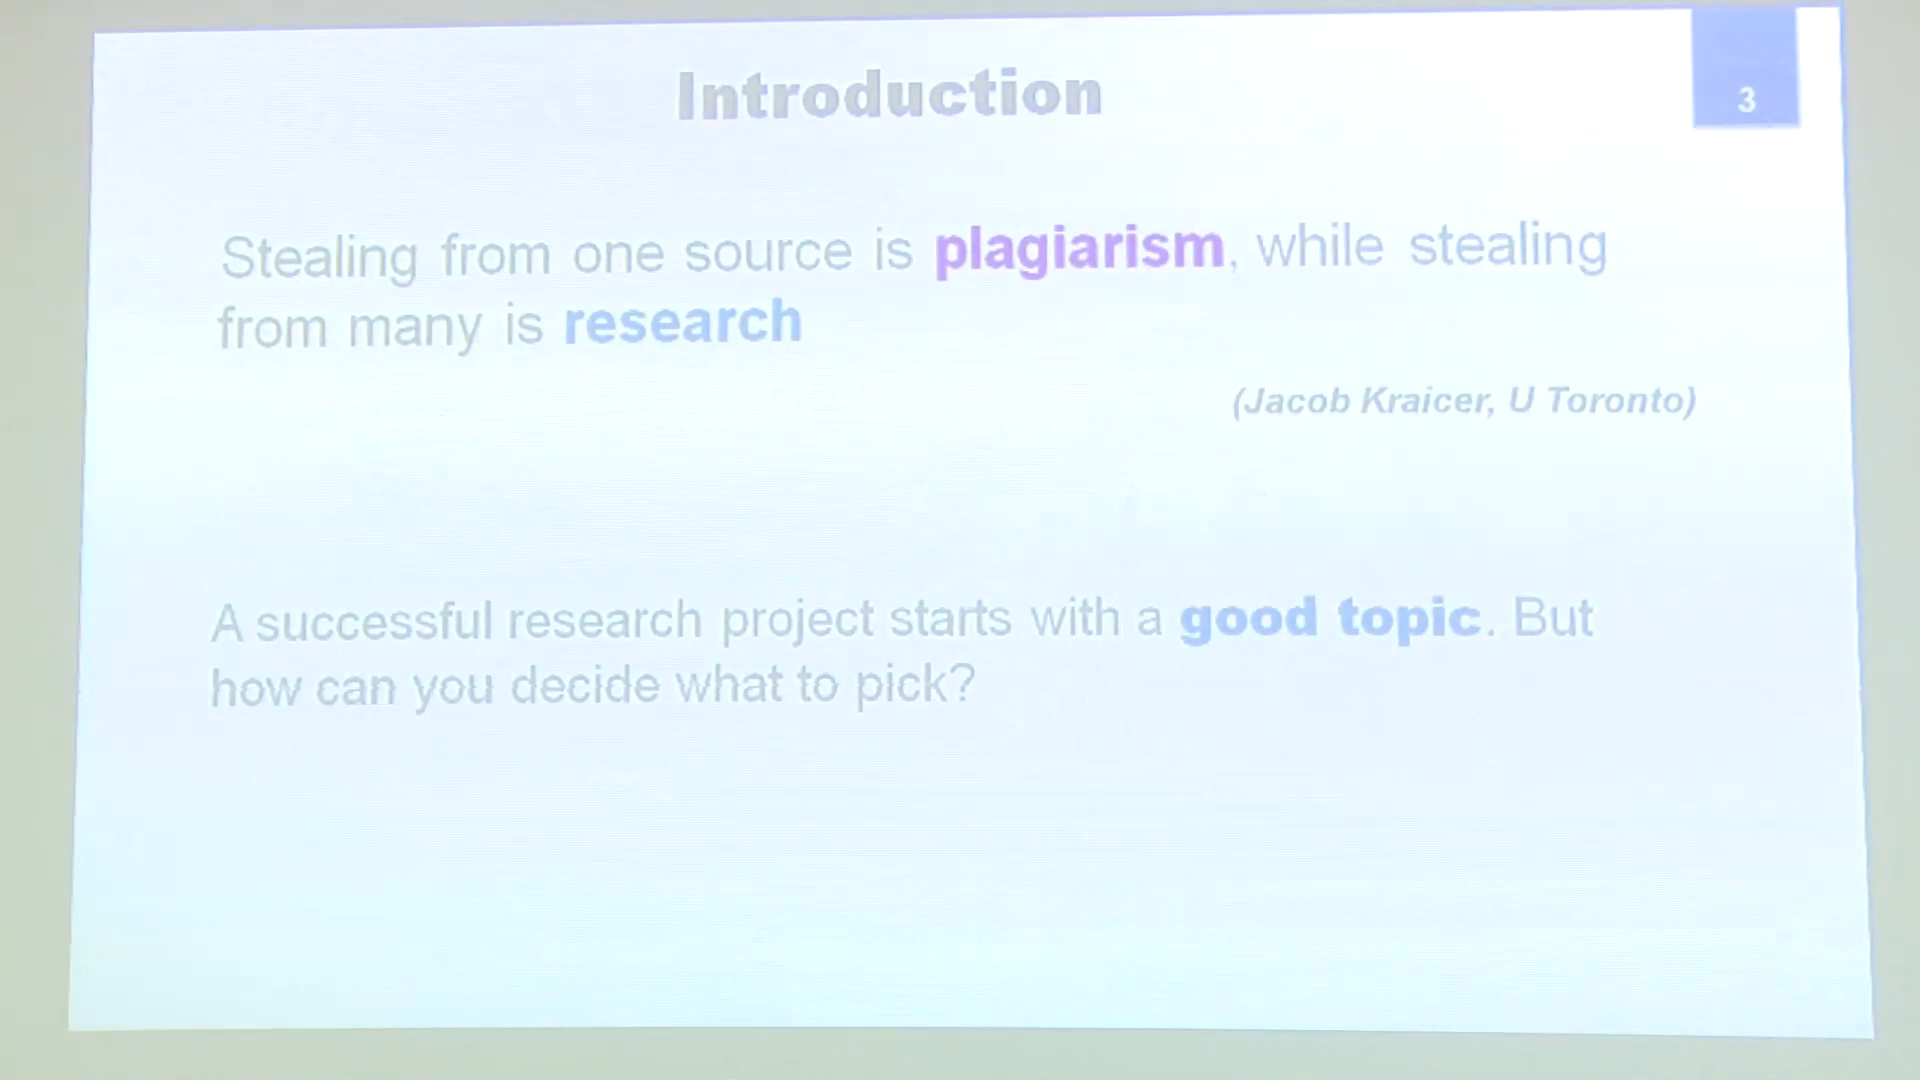 Introduction
3
Stealing from one source is plagiarism, while stealing
from many is research
(Jacob Kraicer, U Toronto)
A successful research project starts with a good topic. But
how can you decide what to pick?